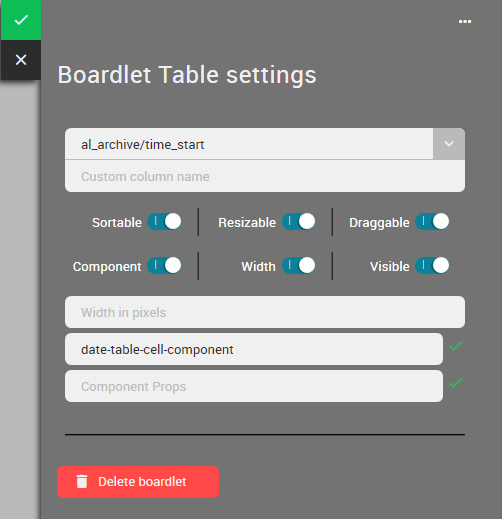 Boardlet Table settings
al_archive/time_start
Custom column name
Sortable Resizable Draggable
Component Width Visible
Width in pixels
date-table-cell-component
Component Props
Delete boardlet